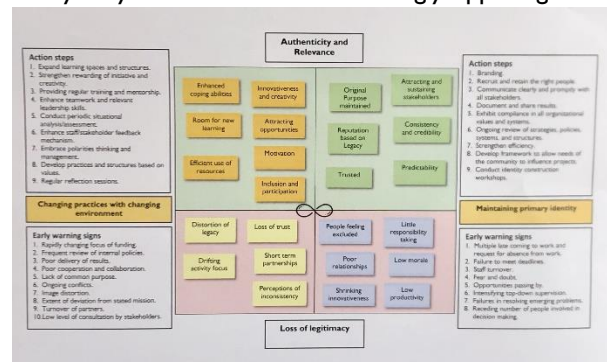 Authenticity and
Relevance
Action steps
1. Expand learning spaces and structures.
2. Strengthen rewarding of initiative and
creativity.
3. Providing regular training and mentorship.
4. Enhance teamwork and relevant
leadership skills.
5. Conduct periodic situational
analysis/assessment.
6. Enhance staff/stakeholder feedback
mechanism.
7. Embrace polarities thinking and
management.
8. Develop practices and structures based on
values.
9. Regular reflection sessions.
Enhanced
coping abilities
Innovativeness
and creativity
Room for new
learning
Attracting
opportunities
Motivation
Efficient use of
resources
Inclusion and
participation
Original
Purpose
maintained
Attracting and
sustaining
stakeholders
Reputation
based on
Legacy
Consistency
and credibility
Trusted
Predictability
Action steps
1. Branding.
2. Recruit and retain the right people.
3. Communicate clearly and promptly with
all stakeholders.
4. Document and share results.
5. Exhibit compliance in all organizational
values and systems.
6. Ongoing review of strategies, policies,
systems, and structures.
7. Strengthen efficiency.
8. Develop framework to allow needs of
the community to influence projects.
9. Conduct identity construction
workshops.
Changing practices with changing
environment
Maintaining primary identity
Early warning signs
1. Rapidly changing focus of funding.
2. Frequent review of internal policies.
3. Poor delivery of results.
4. Poor cooperation and collaboration.
5. Lack of common purpose.
6. Ongoing conflicts.
7. Image distortion.
8. Extent of deviation from stated mission.
9. Turnover of partners.
10. Low level of consultation by stakeholders.
Distortion of
legacy
Loss of trust
Drifting
activity focus
Short term
partnerships
Perceptions of
inconsistency
People feeling
excluded
Little
responsibility
taking
Poor
relationships
Low morale
Shrinking
innovativeness
Low
productivity
Early warning signs
1. Multiple late coming to work and
request for absence from work.
2. Failure to meet deadlines.
3. Staff turnover.
4. Fear and doubt.
5. Opportunities passing by.
6. Intensifying top-down supervision.
7. Failures in resolving emerging problems.
8. Receding number of people involved in
decision making.
Loss of legitimacy